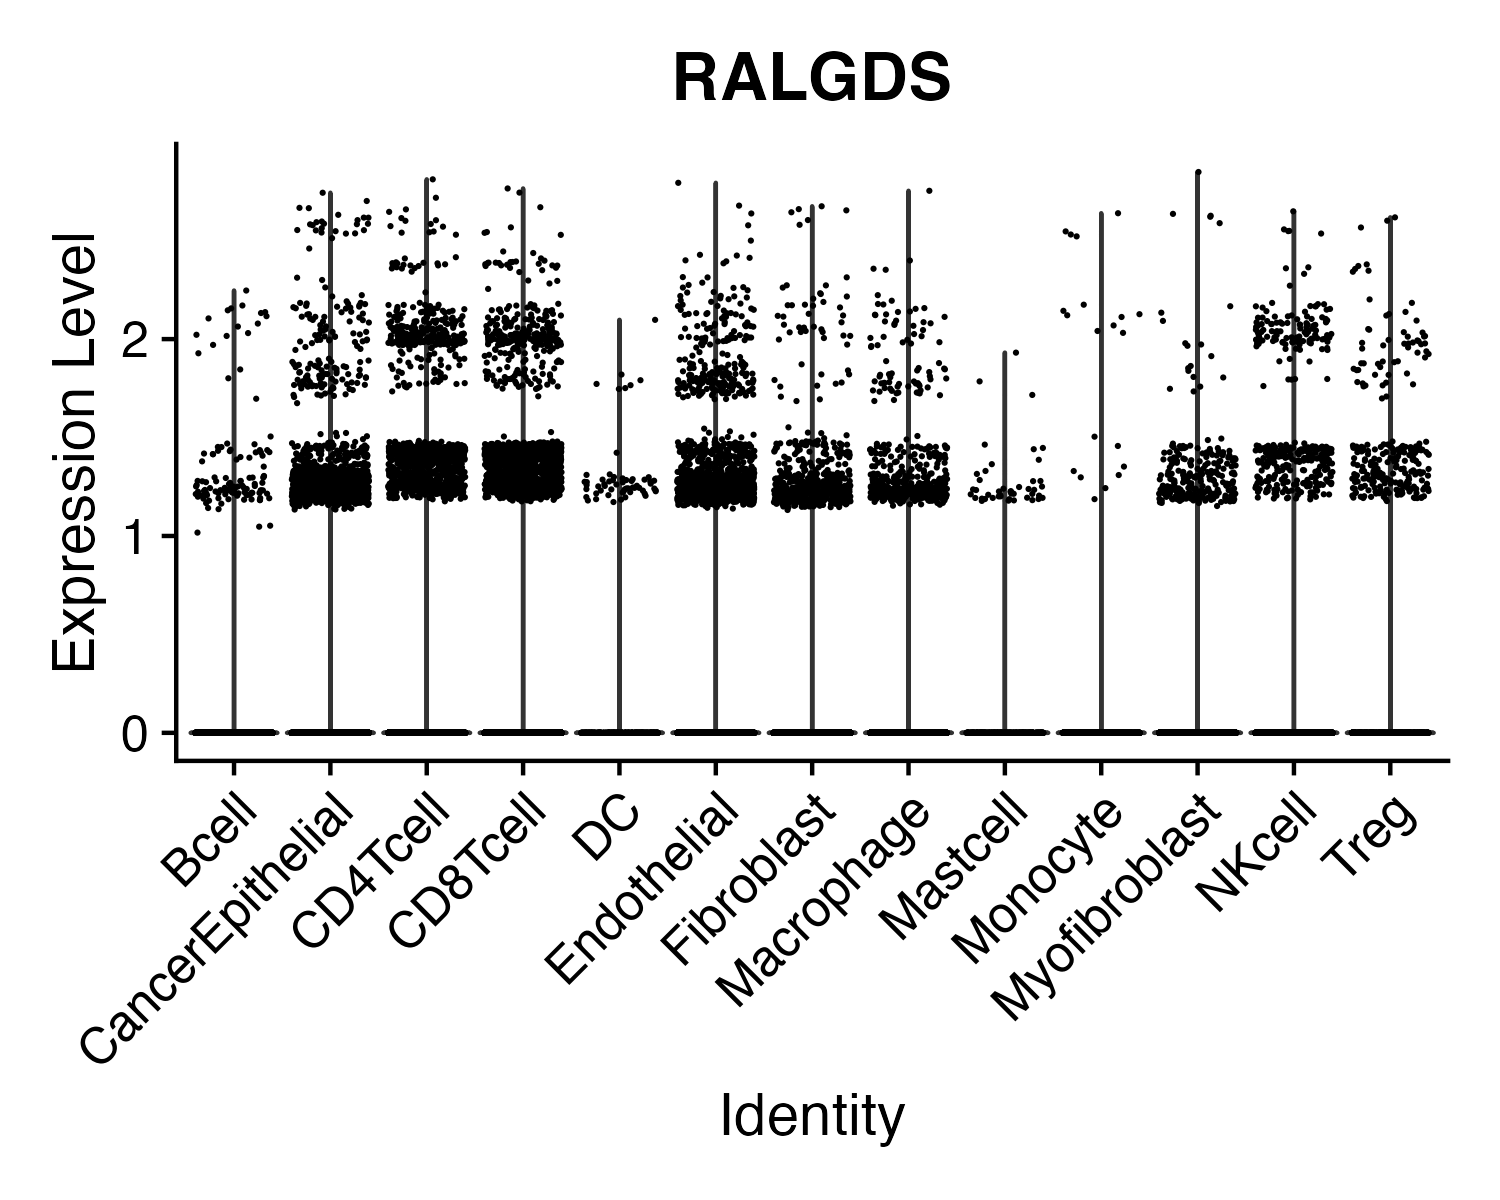 RALGDS
Expression Level
2
1
0
Bcell
CancerEpithelial
CD4Tcell
CD8Tcell
DC
Endothelial
Fibroblast
Macrophage
Mastcell
Monocyte
Myofibroblast
NKcell
Treg
Identity